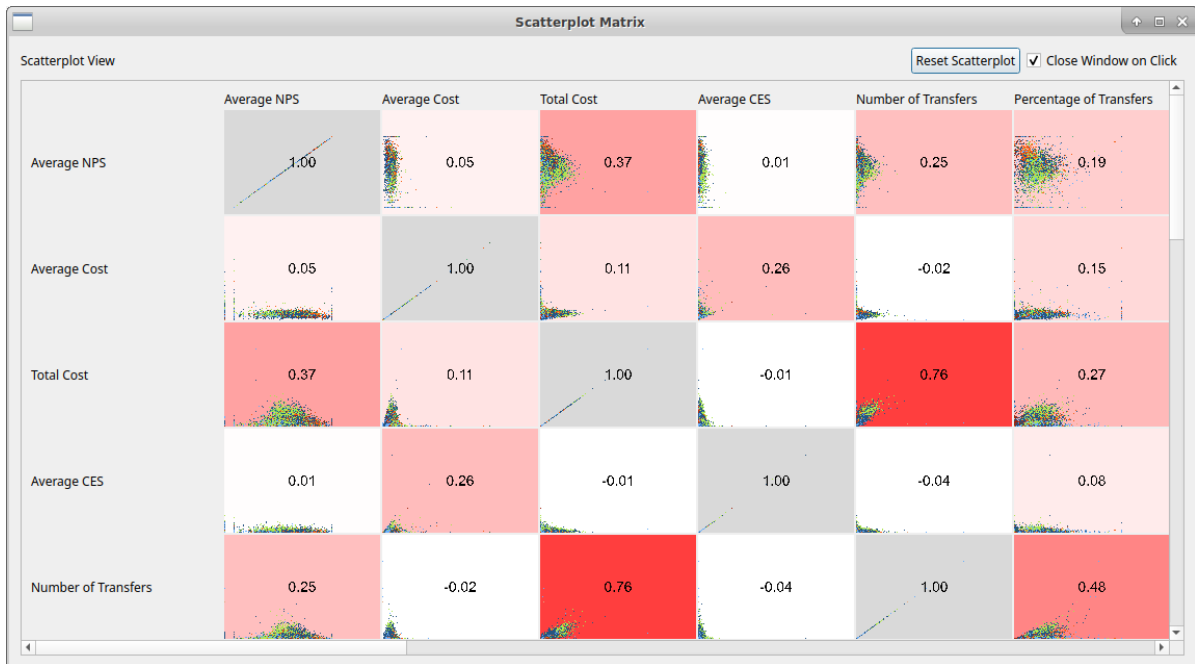 Scatterplot Matrix
Scatterplot View Reset Scatterplot Close Window on Click
Average NPS Average Cost Total Cost Average CES Number of Transfers Percentage of Transfers
Average NPS 1.00 0.05 0.37 0.01 0.25 0.19
Average Cost 0.05 1.00 0.11 0.26 -0.02 0.15
Total Cost 0.37 0.11 1.00 -0.01 0.76 0.27
Average CES 0.01 0.26 -0.01 1.00 -0.04 0.08
Number of Transfers 0.25 -0.02 0.76 -0.04 1.00 0.48